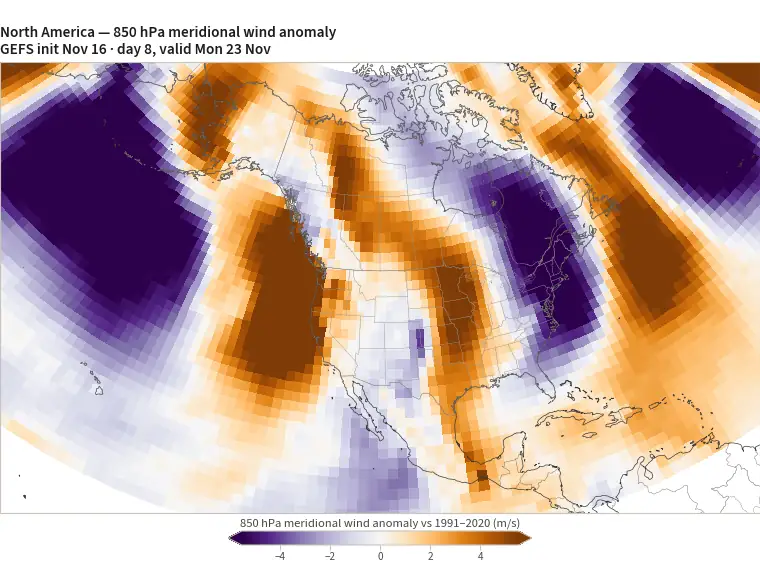 North America — 850 hPa meridional wind anomaly
GEFS init Nov 16 · day 8, valid Mon 23 Nov
850 hPa meridional wind anomaly vs 1991–2020 (m/s)
−4 −2 0 2 4